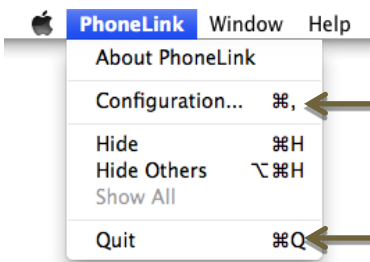 PhoneLink Window Help
About PhoneLink
Configuration... ⌘,
Hide ⌘H
Hide Others ⌥⌘H
Show All
Quit ⌘Q